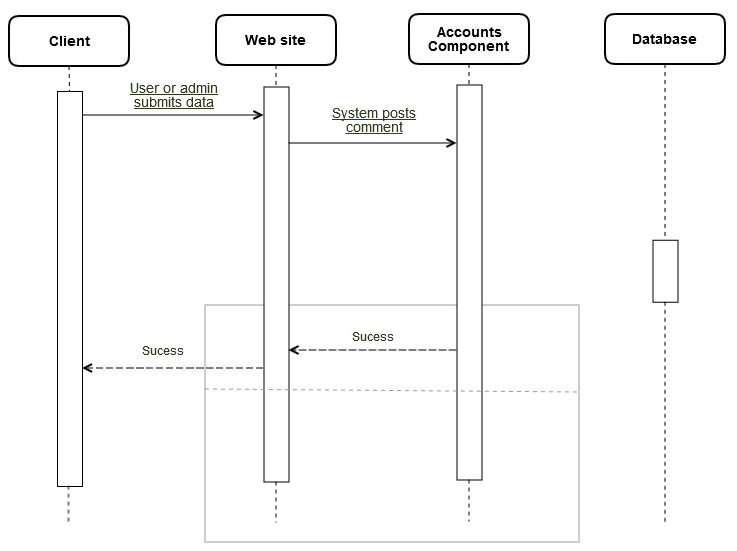 Client
Web site
Accounts
Component
Database
User or admin
submits data
System posts
comment
Sucess
Sucess